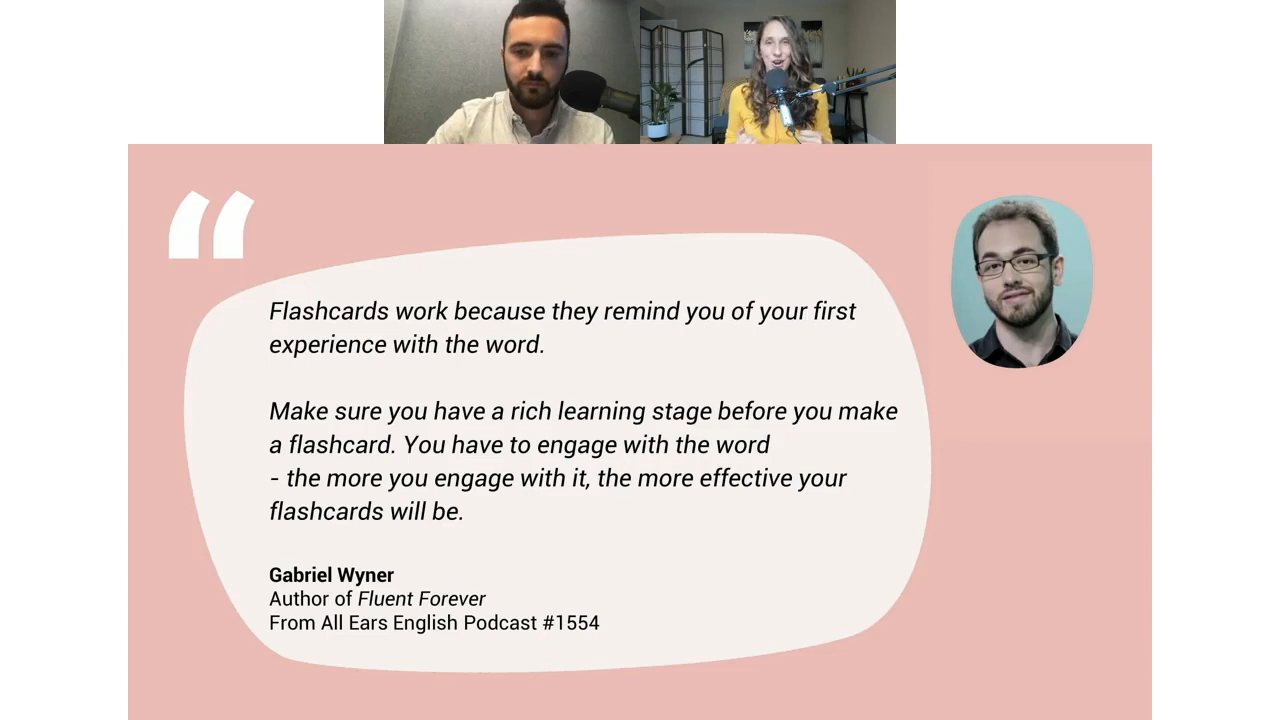 “
Flashcards work because they remind you of your first
experience with the word.
Make sure you have a rich learning stage before you make
a flashcard. You have to engage with the word
- the more you engage with it, the more effective your
flashcards will be.
Gabriel Wyner
Author of Fluent Forever
From All Ears English Podcast #1554